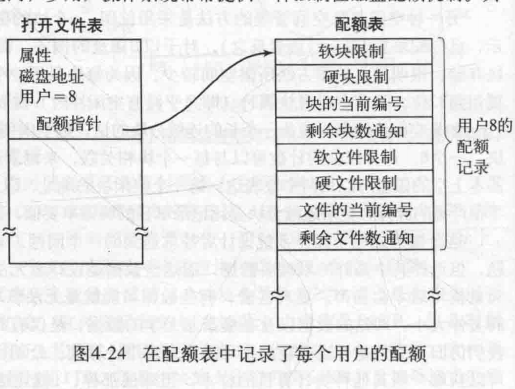 打开文件表
配额表
属性
磁盘地址
用户=8
配额指针
软块限制
硬块限制
块的当前编号
剩余块数通知
软文件限制
硬文件限制
文件的当前编号
剩余文件数通知
用户8的
配额
记录
图4-24 在配额表中记录了每个用户的配额